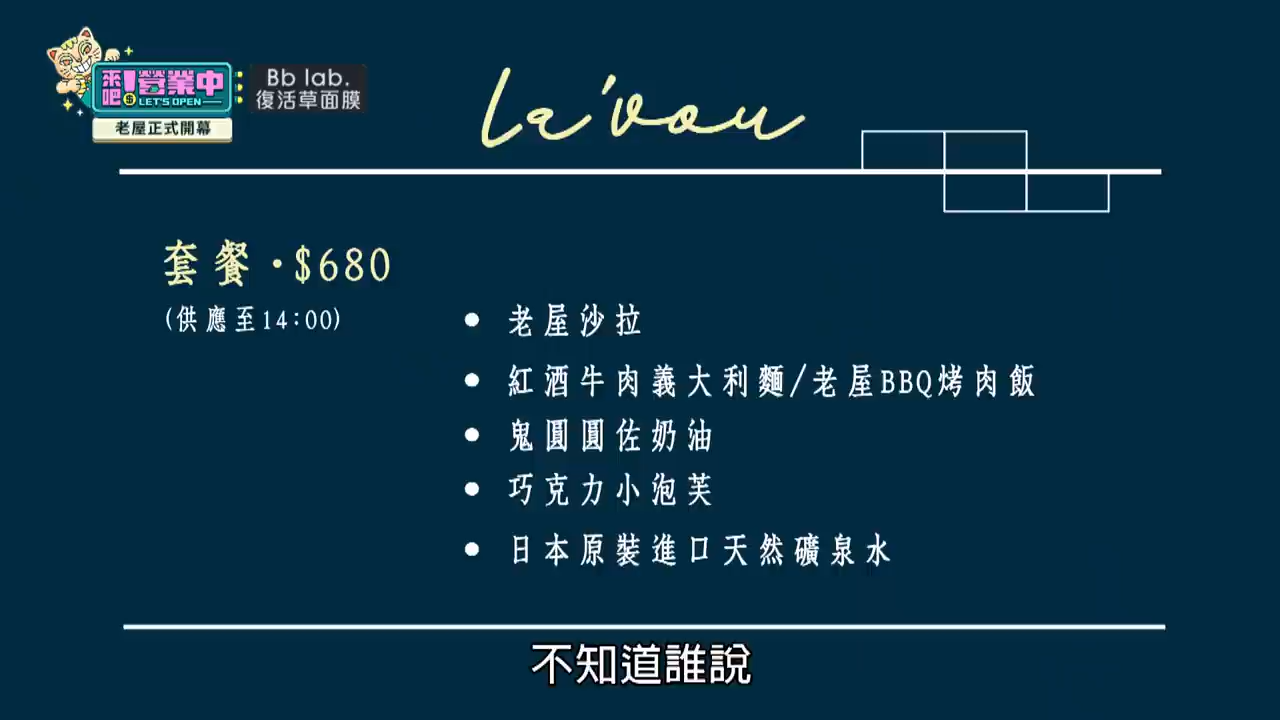 來吧!營業中
LET'S OPEN
老屋正式開幕
Bb lab.
復活草面膜
La'vou
套餐·$680
(供應至14:00)
• 老屋沙拉
• 紅酒牛肉義大利麵/老屋BBQ烤肉飯
• 鬼圓圓佐奶油
• 巧克力小泡芙
• 日本原裝進口天然礦泉水
不知道誰說